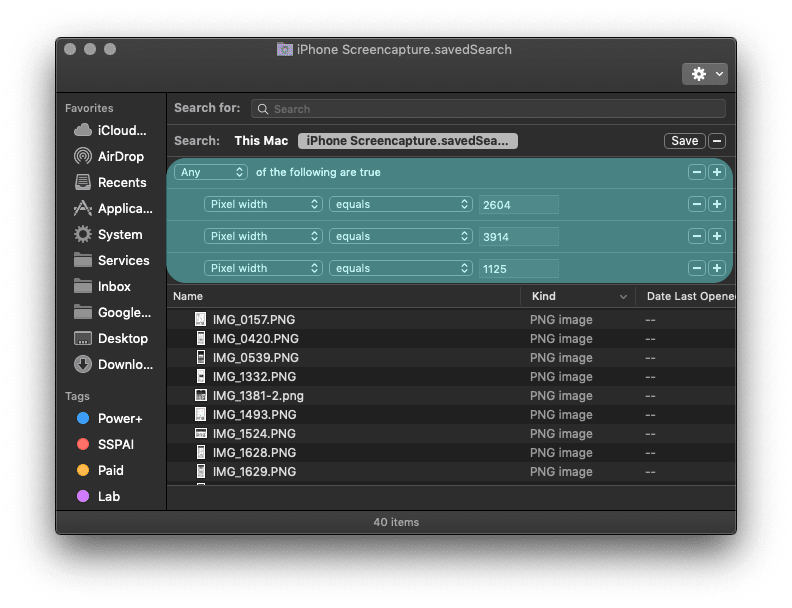 iPhone Screencapture.savedSearch
Search for: Search
Search: This Mac iPhone Screencapture.savedSea... Save
Any of the following are true
Pixel width equals 2604
Pixel width equals 3914
Pixel width equals 1125
Favorites
iCloud...
AirDrop
Recents
Applica...
System
Services
Inbox
Google...
Desktop
Downlo...
Tags
Power+
SSPAI
Paid
Lab
Name Kind Date Last Opene
IMG_0157.PNG PNG image --
IMG_0420.PNG PNG image --
IMG_0539.PNG PNG image --
IMG_1332.PNG PNG image --
IMG_1381-2.png PNG image --
IMG_1493.PNG PNG image --
IMG_1524.PNG PNG image --
IMG_1628.PNG PNG image --
IMG_1629.PNG PNG image --
40 items